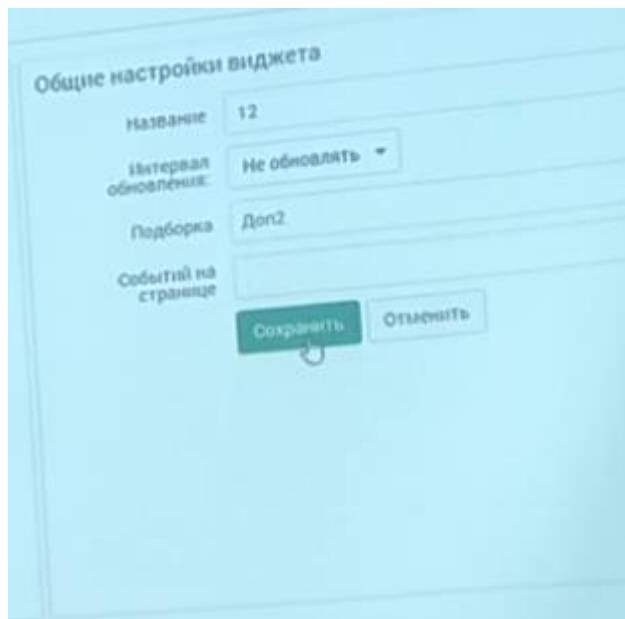 Общие настройки виджета
Название
12
Интервал
обновления:
Не обновлять
Подборка
Доп2
Событий на
странице
Сохранить
Отменить